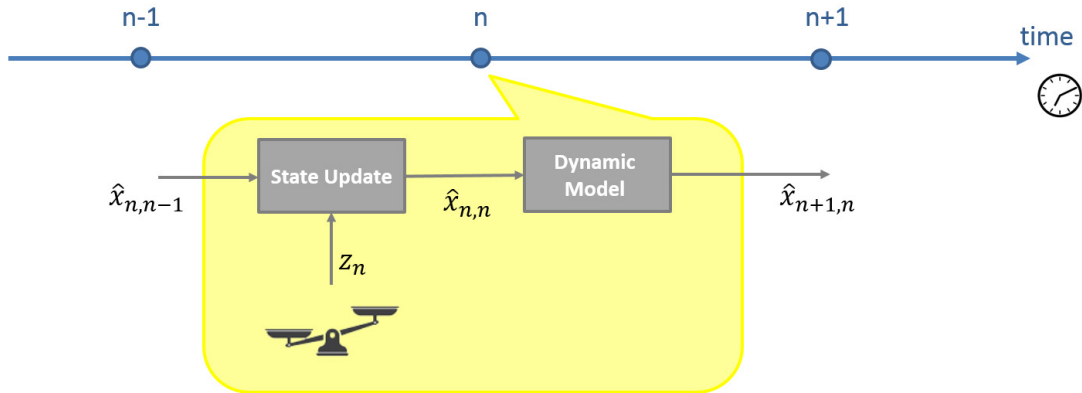 n-1
n
n+1
time
State Update
Dynamic
Model
x̂ₙ,ₙ₋₁
x̂ₙ,ₙ
x̂ₙ₊₁,ₙ
zₙ